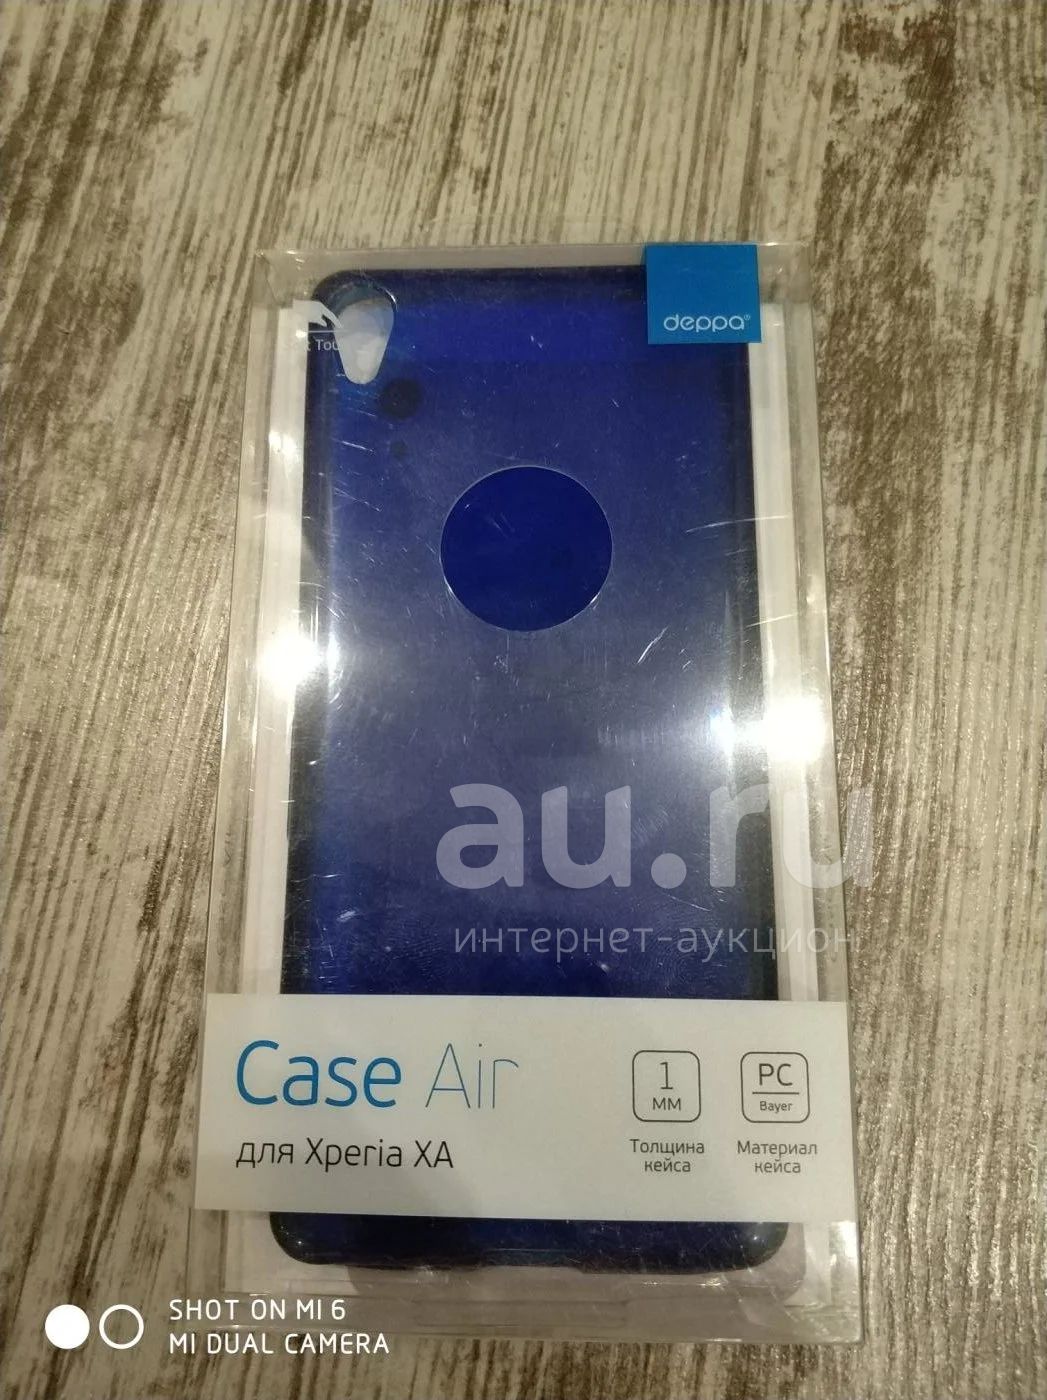 deppa®
au.ru
интернет-аукцион
Case Air
для Xperia XA
1
мм
Толщина
кейса
PC
Bayer
Материал
кейса
SHOT ON MI 6
MI DUAL CAMERA